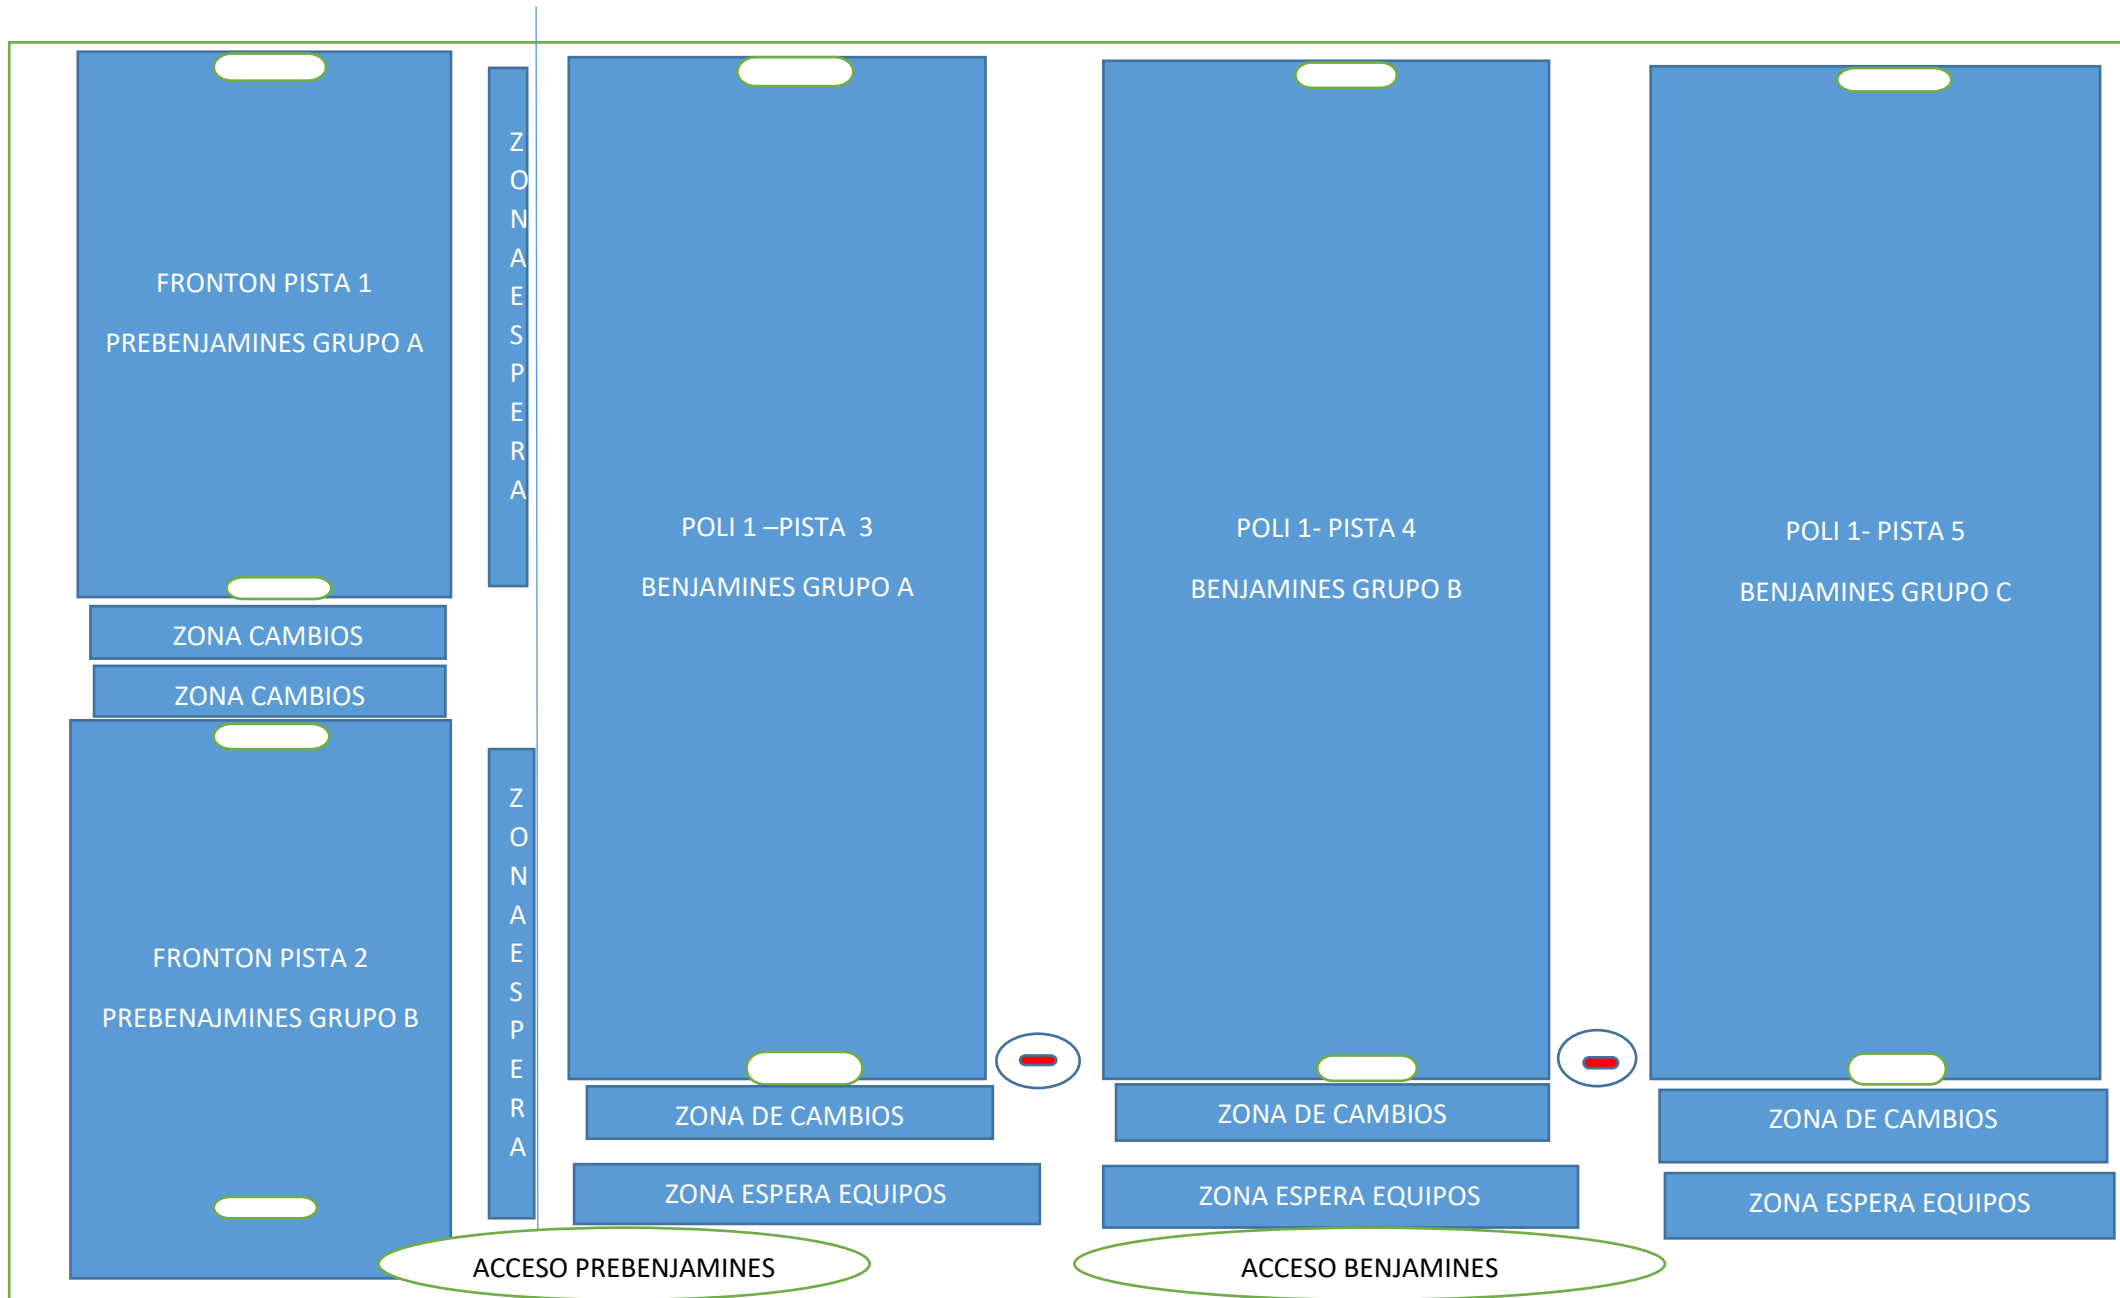 FRONTON PISTA 1
PREBENJAMINES GRUPO A
ZONA CAMBIOS
ZONA CAMBIOS
FRONTON PISTA 2
PREBENAJMINES GRUPO B
Z
O
N
A
E
S
P
E
R
A
Z
O
N
A
E
S
P
E
R
A
POLI 1 –PISTA  3
BENJAMINES GRUPO A
ZONA DE CAMBIOS
ZONA ESPERA EQUIPOS
POLI 1- PISTA 4
BENJAMINES GRUPO B
ZONA DE CAMBIOS
ZONA ESPERA EQUIPOS
POLI 1- PISTA 5
BENJAMINES GRUPO C
ZONA DE CAMBIOS
ZONA ESPERA EQUIPOS
ACCESO PREBENJAMINES
ACCESO BENJAMINES